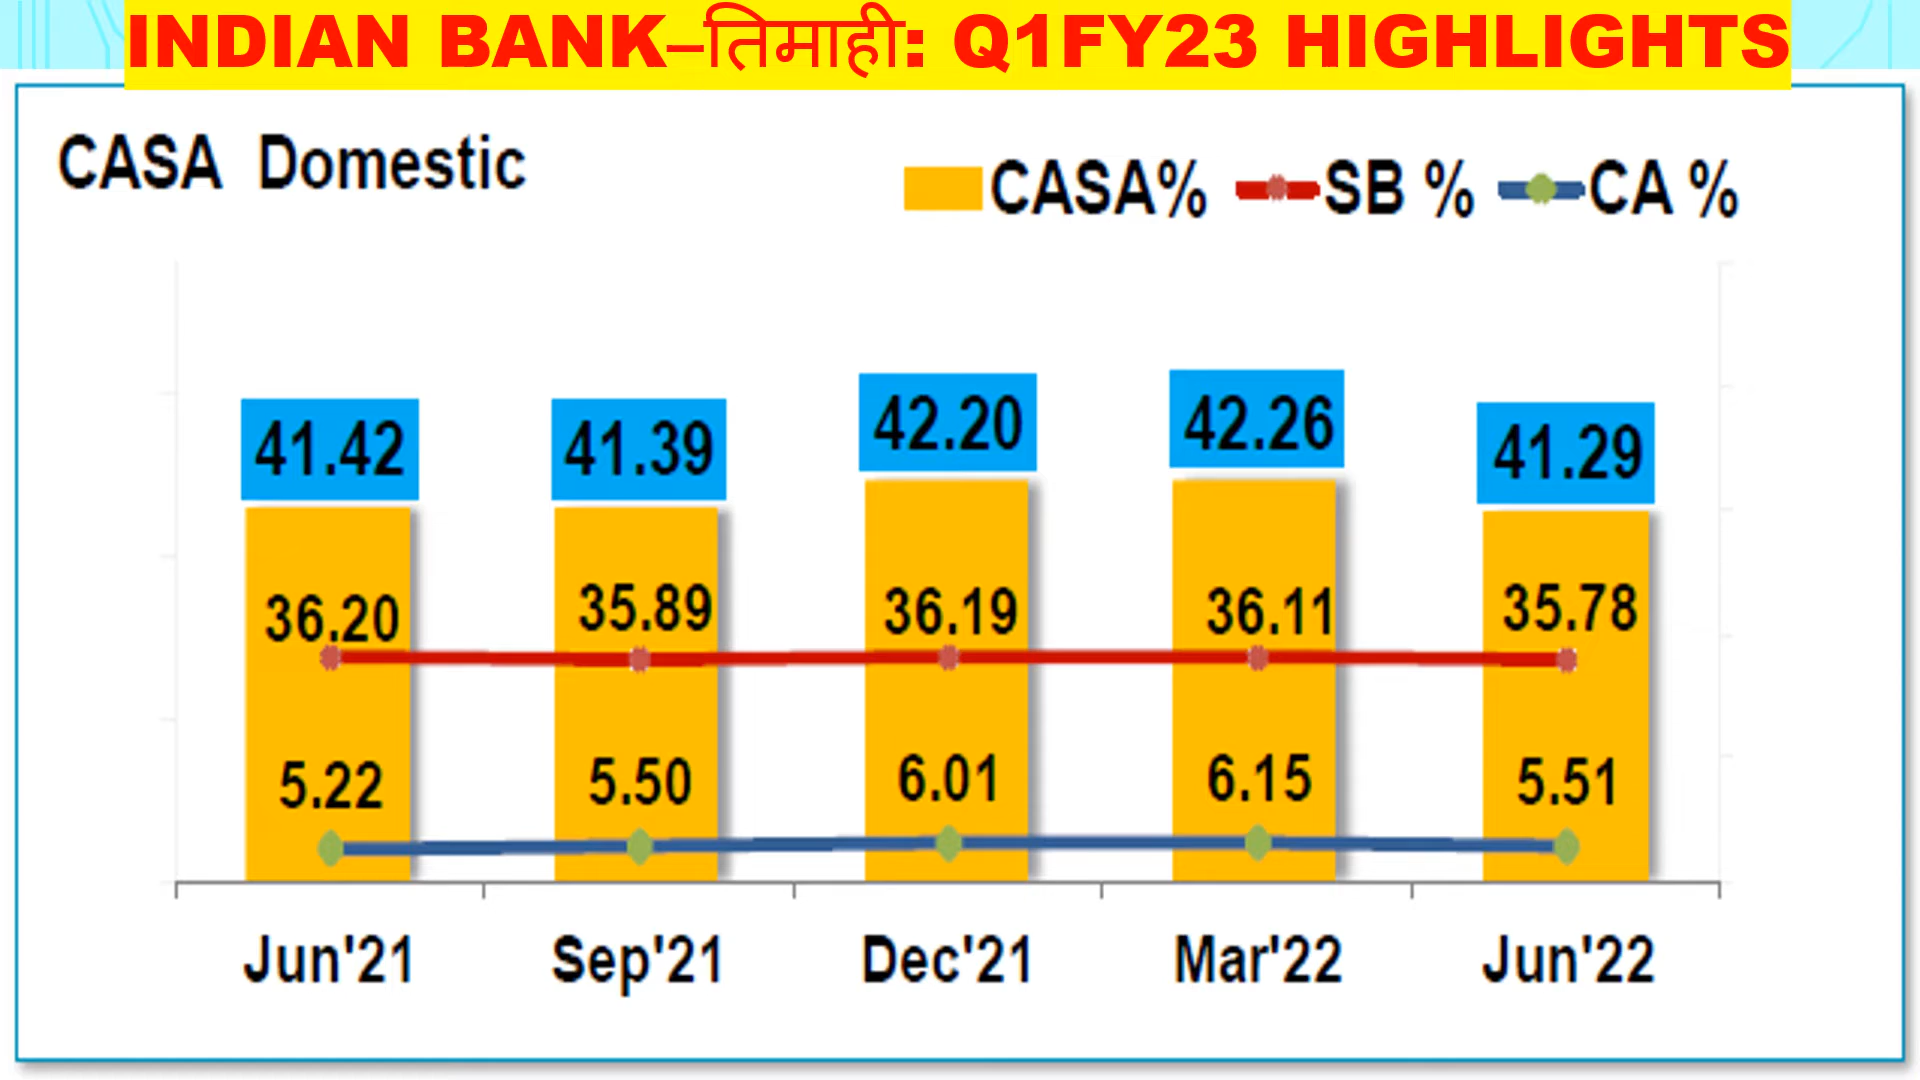 INDIAN BANK–तिमाही: Q1FY23 HIGHLIGHTS
CASA Domestic
CASA% SB % CA %
41.42 41.39 42.20 42.26 41.29
36.20 35.89 36.19 36.11 35.78
5.22 5.50 6.01 6.15 5.51
Jun'21 Sep'21 Dec'21 Mar'22 Jun'22